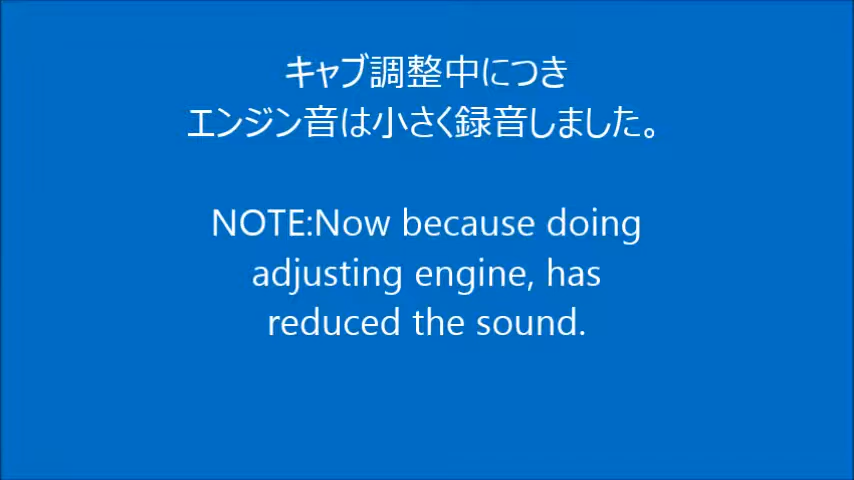 キャブ調整中につき
エンジン音は小さく録音しました。
NOTE:Now because doing
adjusting engine, has
reduced the sound.